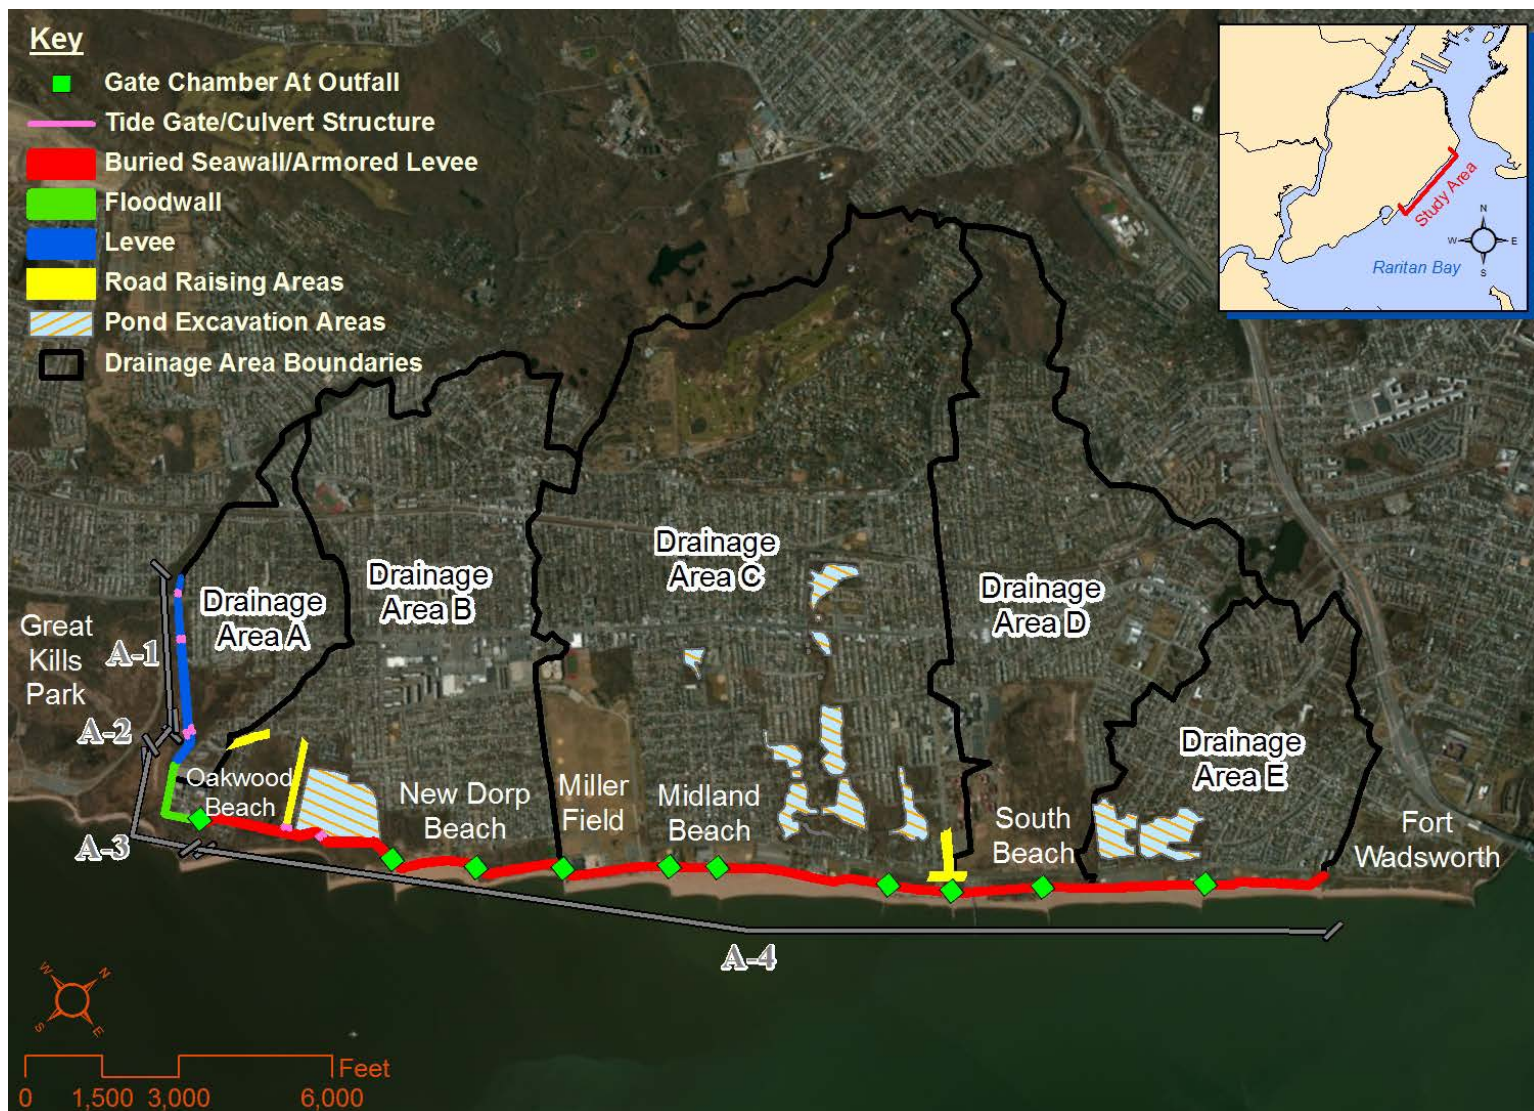 Key
Gate Chamber At Outfall
Tide Gate/Culvert Structure
Buried Seawall/Armored Levee
Floodwall
Levee
Road Raising Areas
Pond Excavation Areas
Drainage Area Boundaries
Study Area
N
W
E
S
Raritan Bay
Drainage
Area C
Drainage
Area B
Drainage
Area A
Drainage
Area D
Great
Kills
Park
A-1
A-2
Drainage
Area E
Oakwood
Beach
New Dorp
Beach
Miller
Field
Midland
Beach
South
Beach
Fort
Wadsworth
A-3
A-4
W
N
S
E
Feet
0
1,500
3,000
6,000